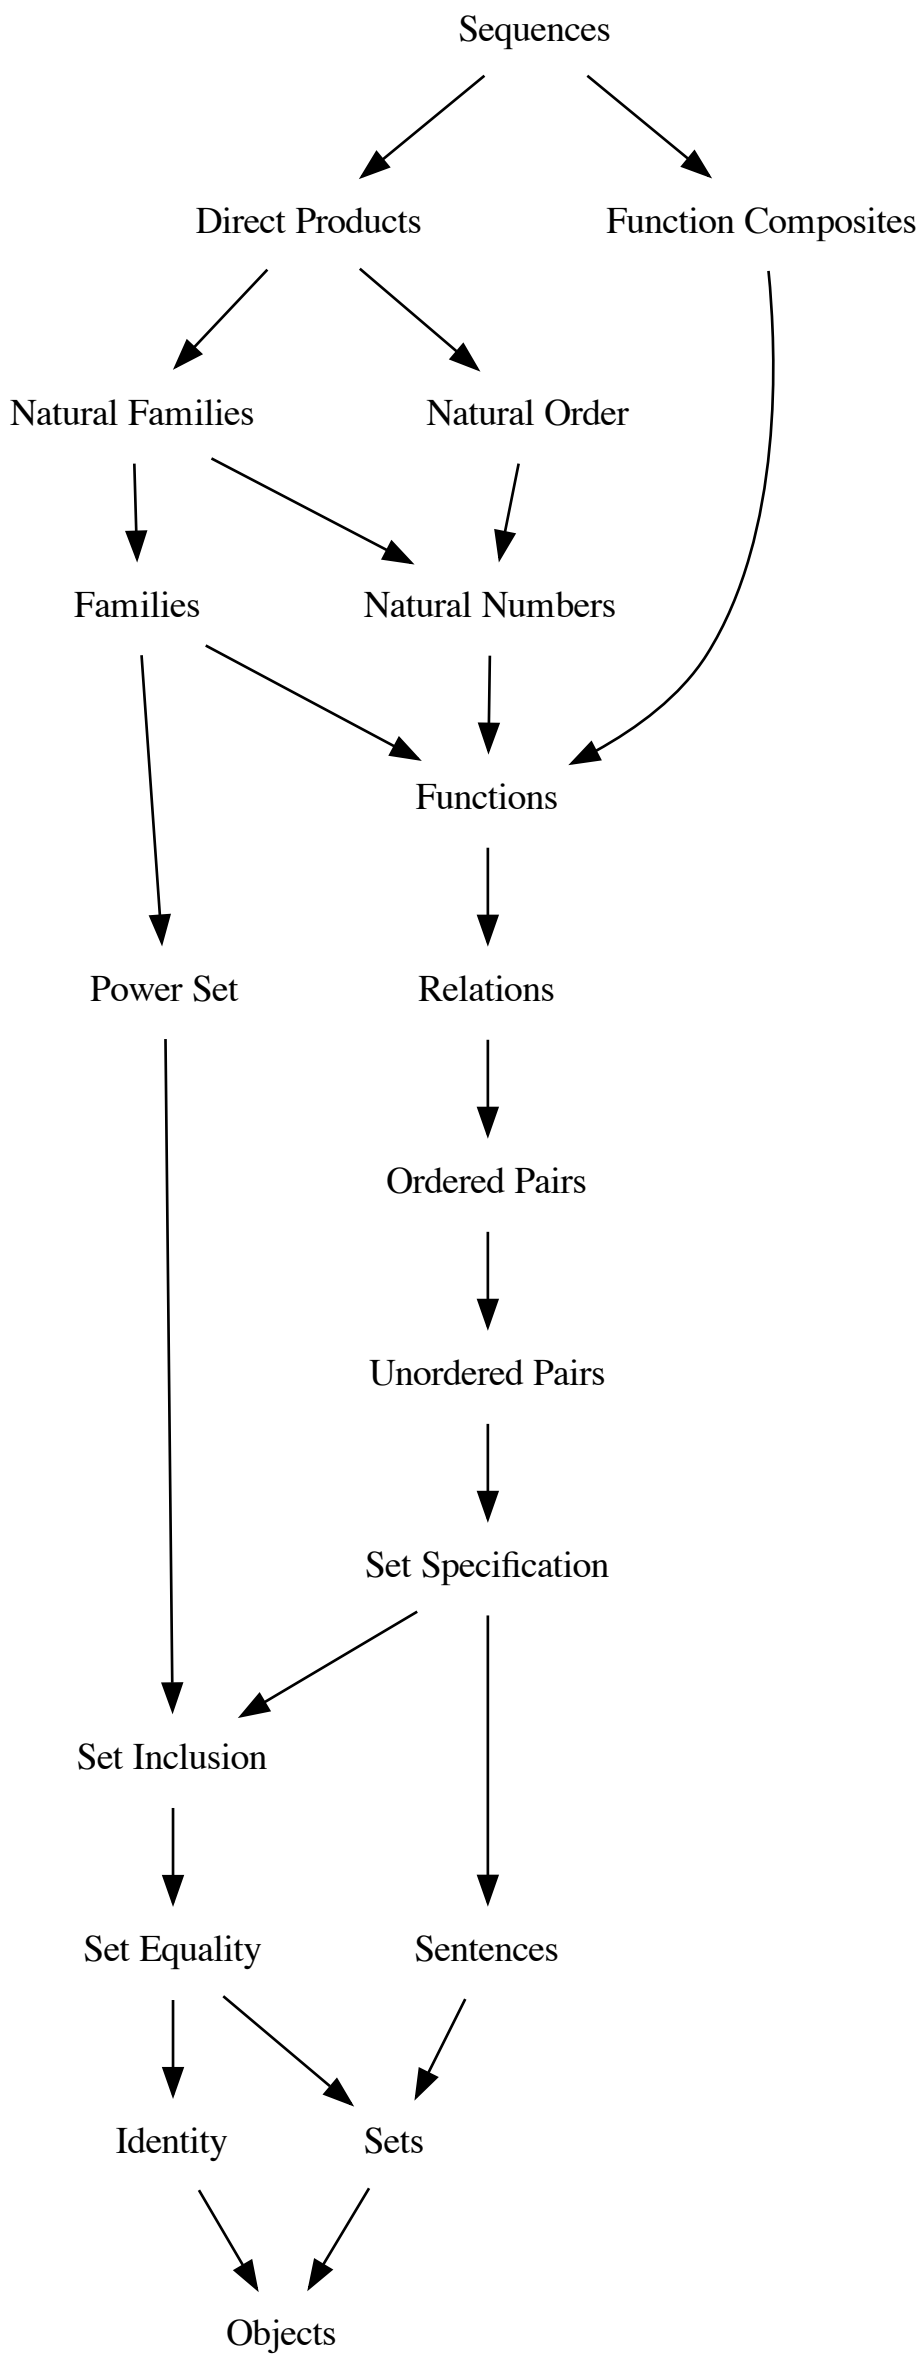 Sequences
Direct Products
Function Composites
Natural Families
Natural Order
Families
Natural Numbers
Functions
Power Set
Relations
Ordered Pairs
Unordered Pairs
Set Specification
Set Inclusion
Set Equality
Sentences
Identity
Sets
Objects